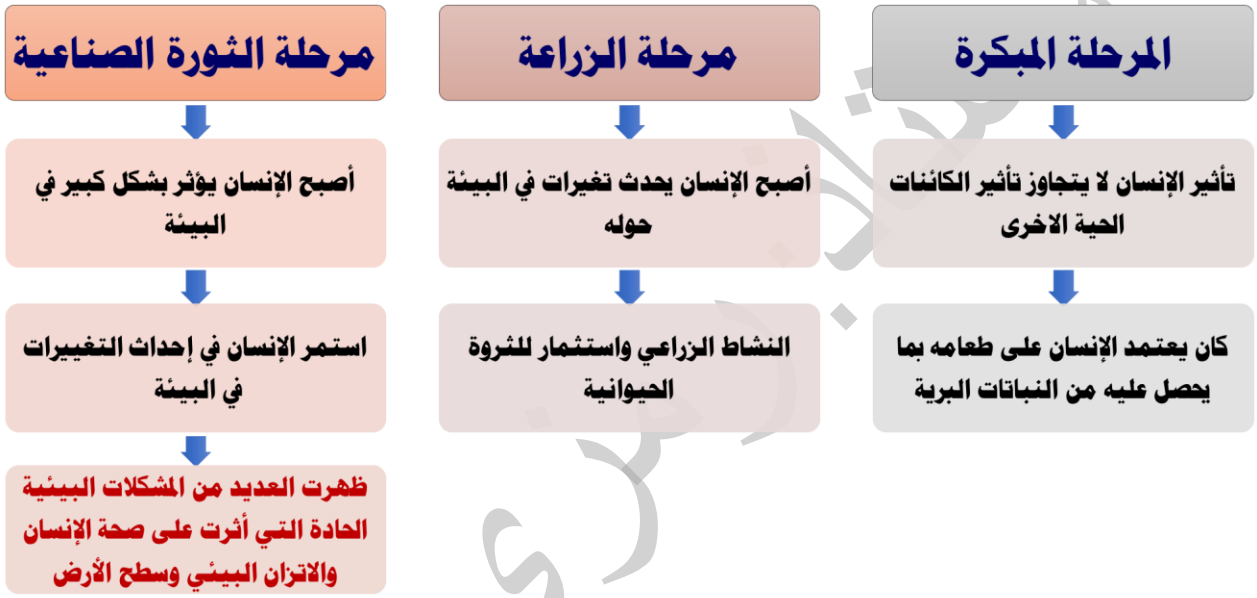 المرحلة المبكرة
تأثير الإنسان لا يتجاوز تأثير الكائنات
الحية الاخرى
كان يعتمد الإنسان على طعامه بما
يحصل عليه من النباتات البرية
مرحلة الزراعة
أصبح الإنسان يحدث تغيرات في البيئة
حوله
النشاط الزراعي واستثمار للثروة
الحيوانية
مرحلة الثورة الصناعية
أصبح الإنسان يؤثر بشكل كبير في
البيئة
استمر الإنسان في إحداث التغييرات
في البيئة
ظهرت العديد من المشكلات البيئية
الحادة التي أثرت على صحة الإنسان
والاتزان البيئي وسطح الأرض